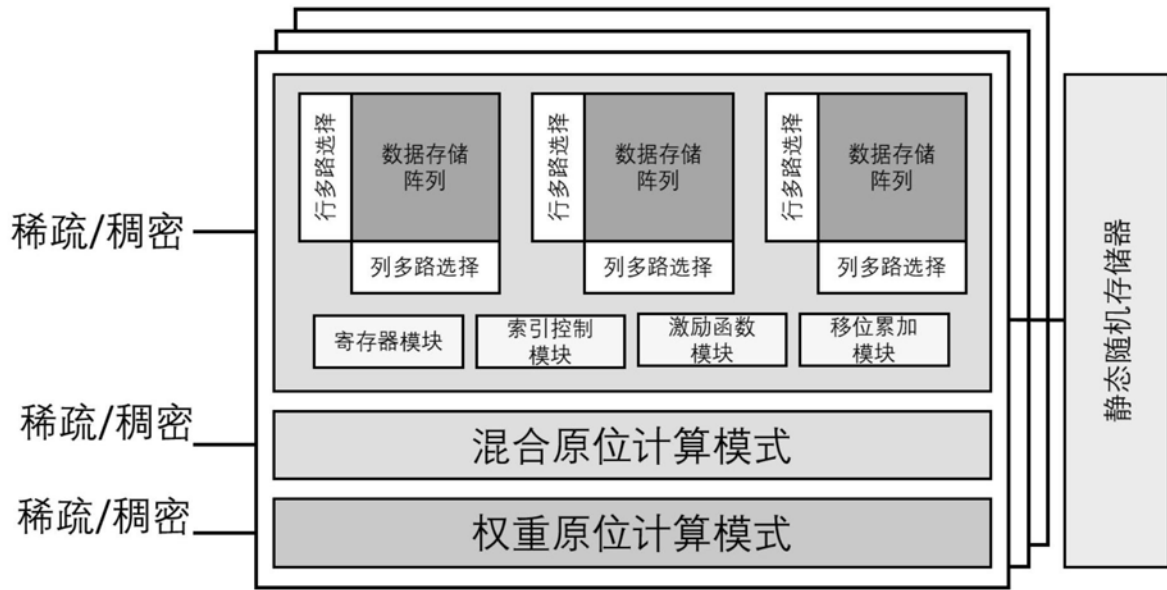 行多路选择
数据存储
阵列
列多路选择
行多路选择
数据存储
阵列
列多路选择
行多路选择
数据存储
阵列
列多路选择
稀疏/稠密
寄存器模块
索引控制
模块
激励函数
模块
移位累加
模块
静态随机存储器
稀疏/稠密
混合原位计算模式
稀疏/稠密
权重原位计算模式